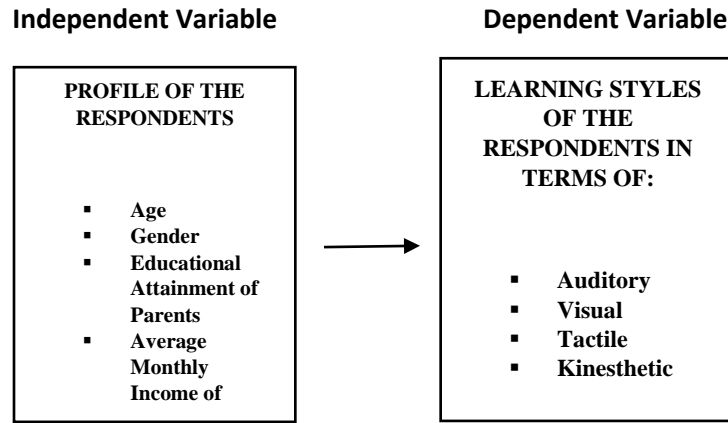 Independent Variable
Dependent Variable
PROFILE OF THE
RESPONDENTS
▪ Age
▪ Gender
▪ Educational
Attainment of
Parents
▪ Average
Monthly
Income of
LEARNING STYLES
OF THE
RESPONDENTS IN
TERMS OF:
▪ Auditory
▪ Visual
▪ Tactile
▪ Kinesthetic